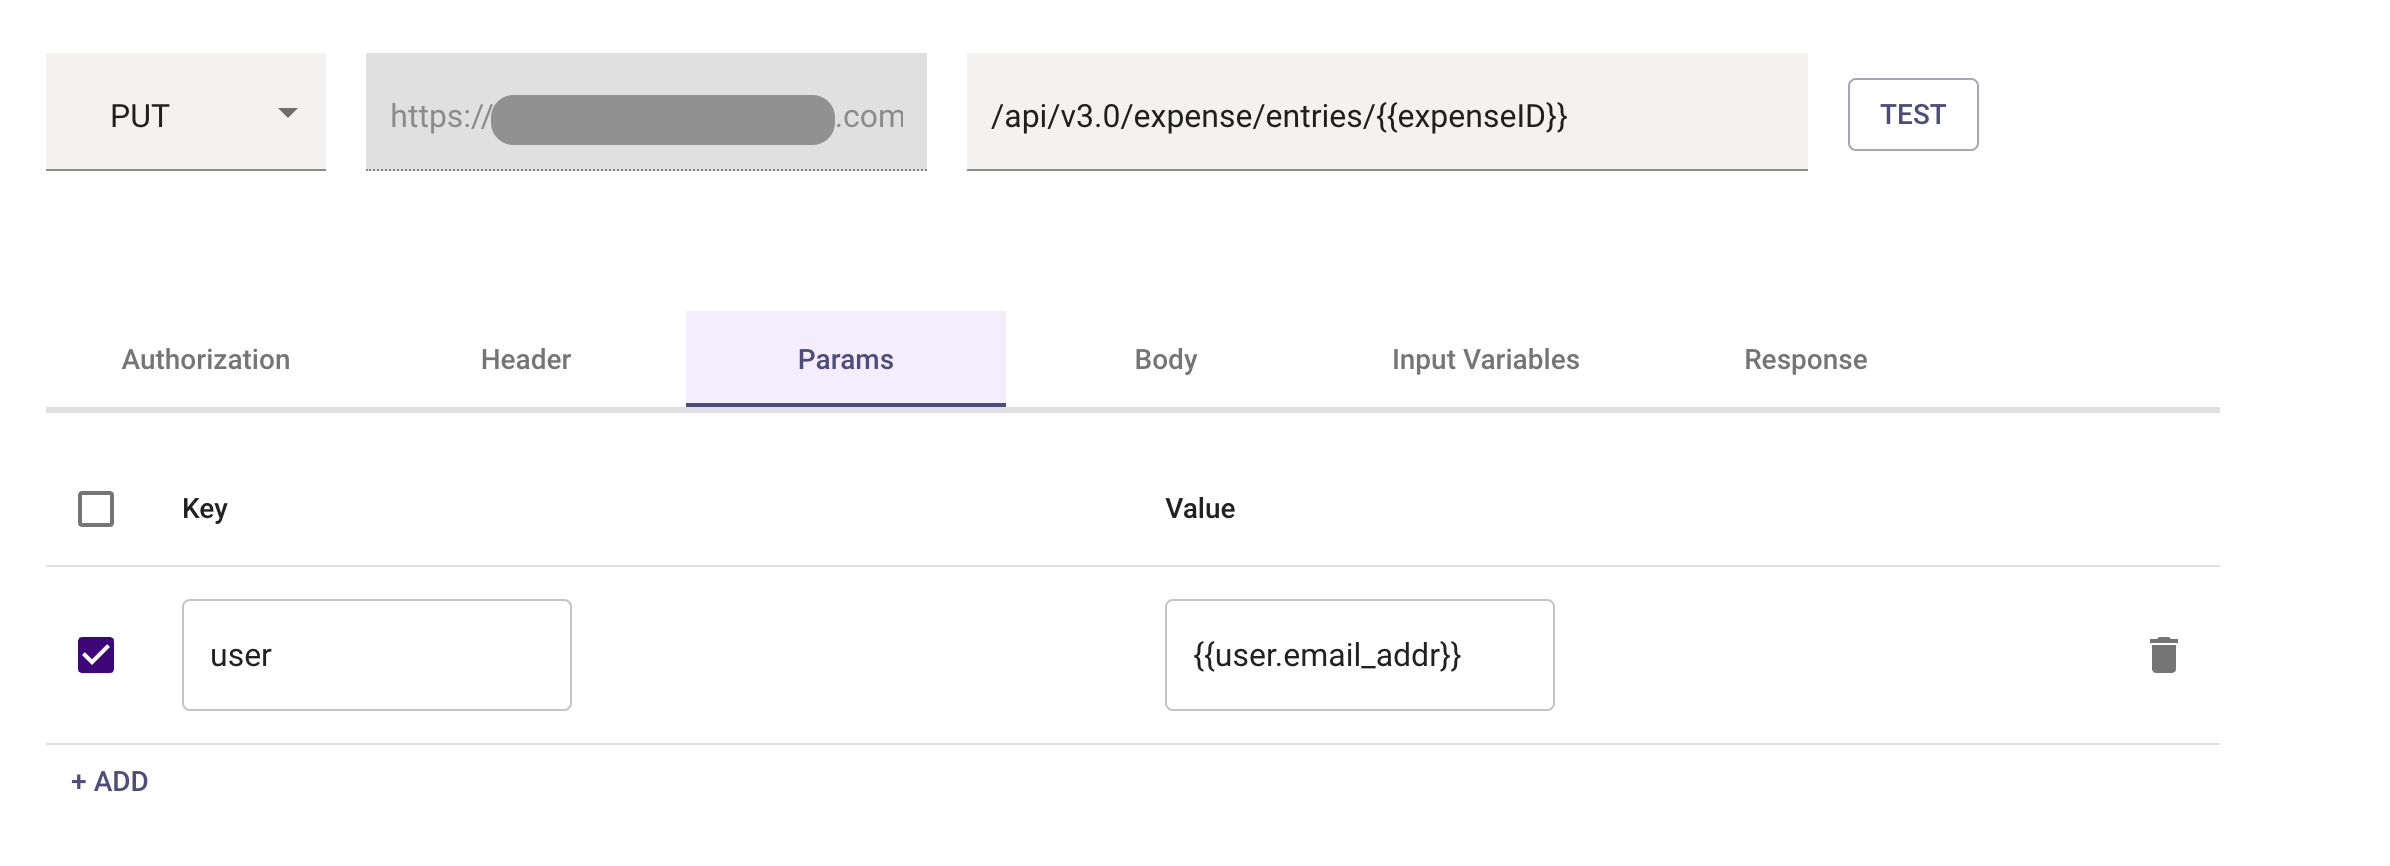 PUT https:// .com /api/v3.0/expense/entries/{{expenseID}} TEST
Authorization Header Params Body Input Variables Response
Key Value
user {{user.email_addr}}
+ ADD